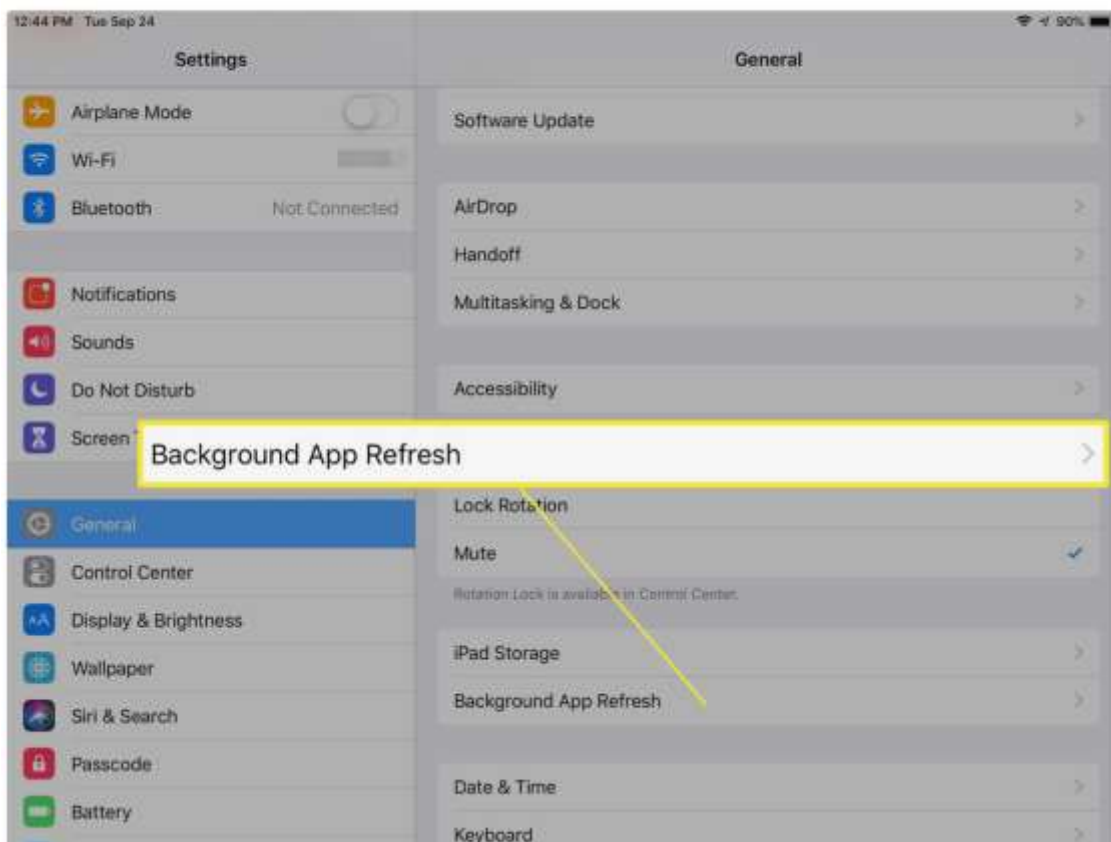 12:44 PM Tue Sep 24
90%
Settings
Airplane Mode
Wi-Fi
Bluetooth Not Connected
Notifications
Sounds
Do Not Disturb
Screen
General
Control Center
Display & Brightness
Wallpaper
Siri & Search
Passcode
Battery
General
Software Update
AirDrop
Handoff
Multitasking & Dock
Accessibility
Background App Refresh
Lock Rotation
Mute
Rotation Lock is available in Control Center.
iPad Storage
Background App Refresh
Date & Time
Keyboard